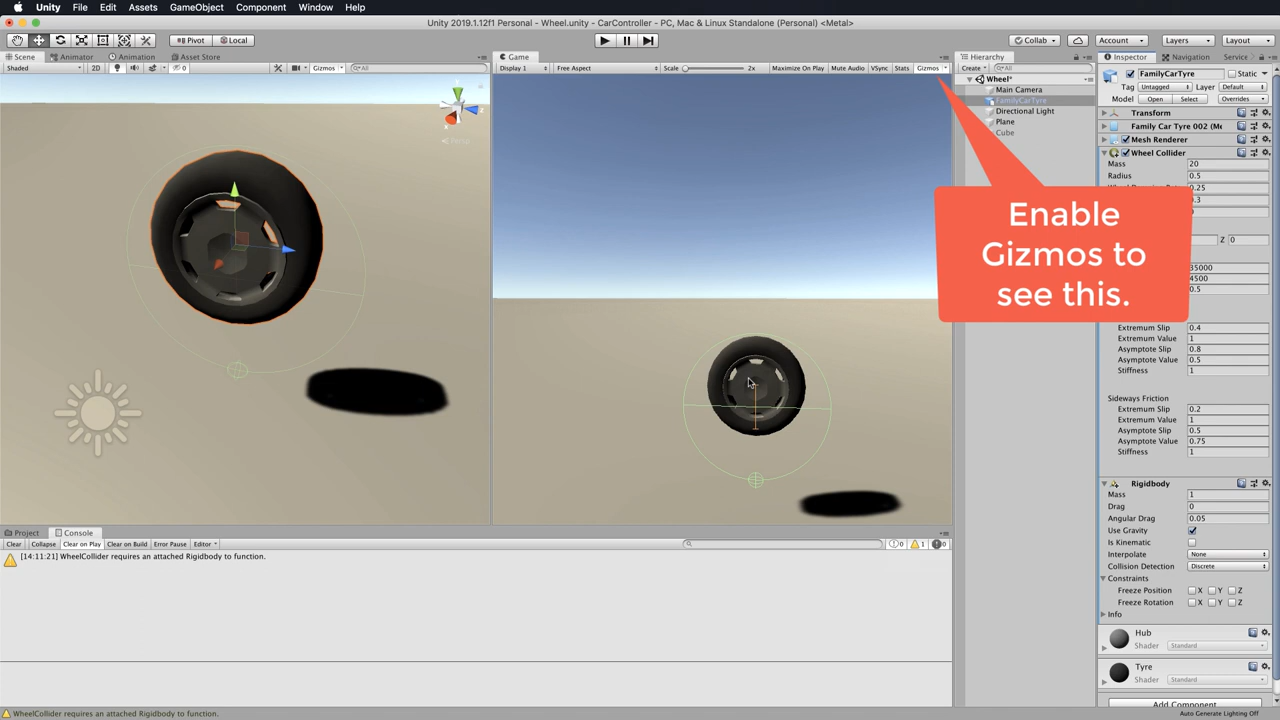 Unity File Edit Assets GameObject Component Window Help
Unity 2019.1.12f1 Personal - Wheel.unity - CarController - PC, Mac & Linux Standalone (Personal) <Metal>
Pivot Local
Collab
Account
Layers
Layout
Scene Animator Animation Asset Store
Shaded 2D 0 Gizmos All
y
z
x
Game
Display 1 Free Aspect Scale 2x Maximize On Play Mute Audio VSync Stats Gizmos
Hierarchy
Create All
Wheel*
Main Camera
FamilyCarTyre
Directional Light
Plane
Cube
Enable
Gizmos to
see this.
Inspector Navigation Service
FamilyCarTyre Static
Tag Untagged Layer Default
Model Open Select Overrides
Transform
Family Car Tyre 002 (Me
Mesh Renderer
Wheel Collider
Mass 20
Radius 0.5
0.25
0.3
Z 0
35000
4500
0.5
Extremum Slip 0.4
Extremum Value 1
Asymptote Slip 0.8
Asymptote Value 0.5
Stiffness 1
Sideways Friction
Extremum Slip 0.2
Extremum Value 1
Asymptote Slip 0.5
Asymptote Value 0.75
Stiffness 1
Rigidbody
Mass 1
Drag 0
Angular Drag 0.05
Use Gravity
Is Kinematic
Interpolate None
Collision Detection Discrete
Constraints
Freeze Position X Y Z
Freeze Rotation X Y Z
Info
Hub
Shader Standard
Tyre
Shader Standard
Add Component
Project Console
Clear Collapse Clear on Play Clear on Build Error Pause Editor 0 1 0
[14:11:21] WheelCollider requires an attached Rigidbody to function.
WheelCollider requires an attached Rigidbody to function.
Auto Generate Lighting Off